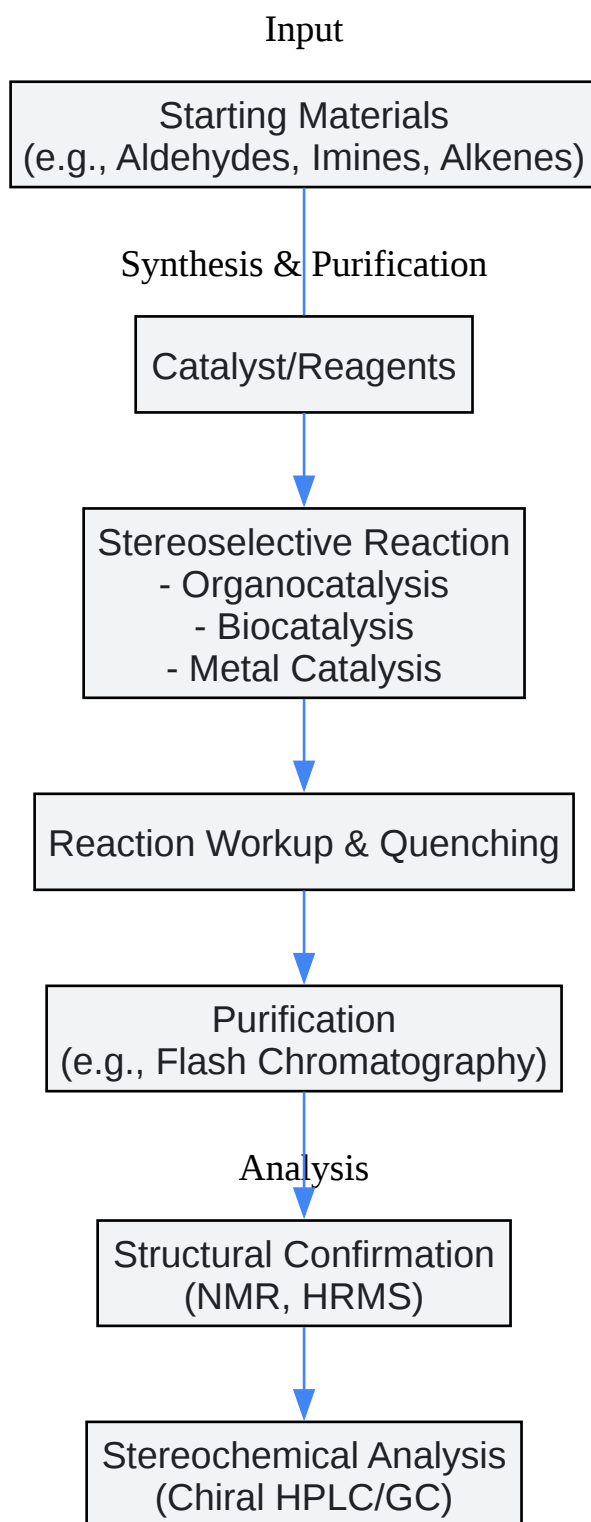 Input
Starting Materials
(e.g., Aldehydes, Imines, Alkenes)
Synthesis & Purification
Catalyst/Reagents
Stereoselective Reaction
- Organocatalysis
- Biocatalysis
- Metal Catalysis
Reaction Workup & Quenching
Purification
(e.g., Flash Chromatography)
Analysis
Structural Confirmation
(NMR, HRMS)
Stereochemical Analysis
(Chiral HPLC/GC)